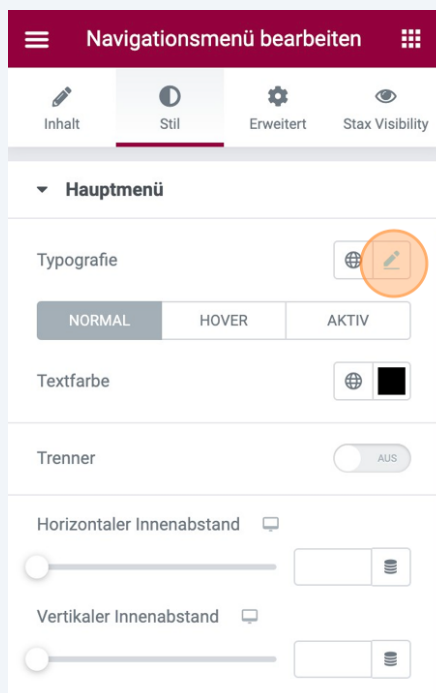 Navigationsmenü bearbeiten
Inhalt Stil Erweitert Stax Visibility
Hauptmenü
Typografie
NORMAL HOVER AKTIV
Textfarbe
Trenner AUS
Horizontaler Innenabstand
Vertikaler Innenabstand